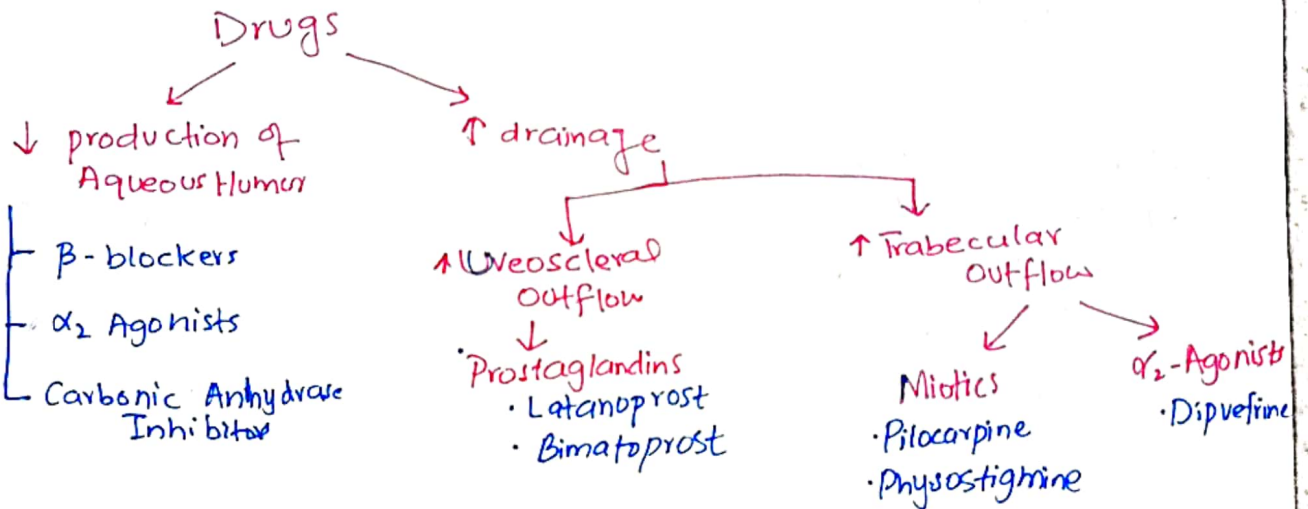 Drugs
↓ production of
Aqueous Humor
β-blockers
α₂ Agonists
Carbonic Anhydrase
Inhibitor
↑ drainage
↑ Uveoscleral
Outflow
Prostaglandins
· Latanoprost
· Bimatoprost
↑ Trabecular
Outflow
Miotics
· Pilocarpine
· Physostigmine
α₂-Agonists
· Dipvefrine